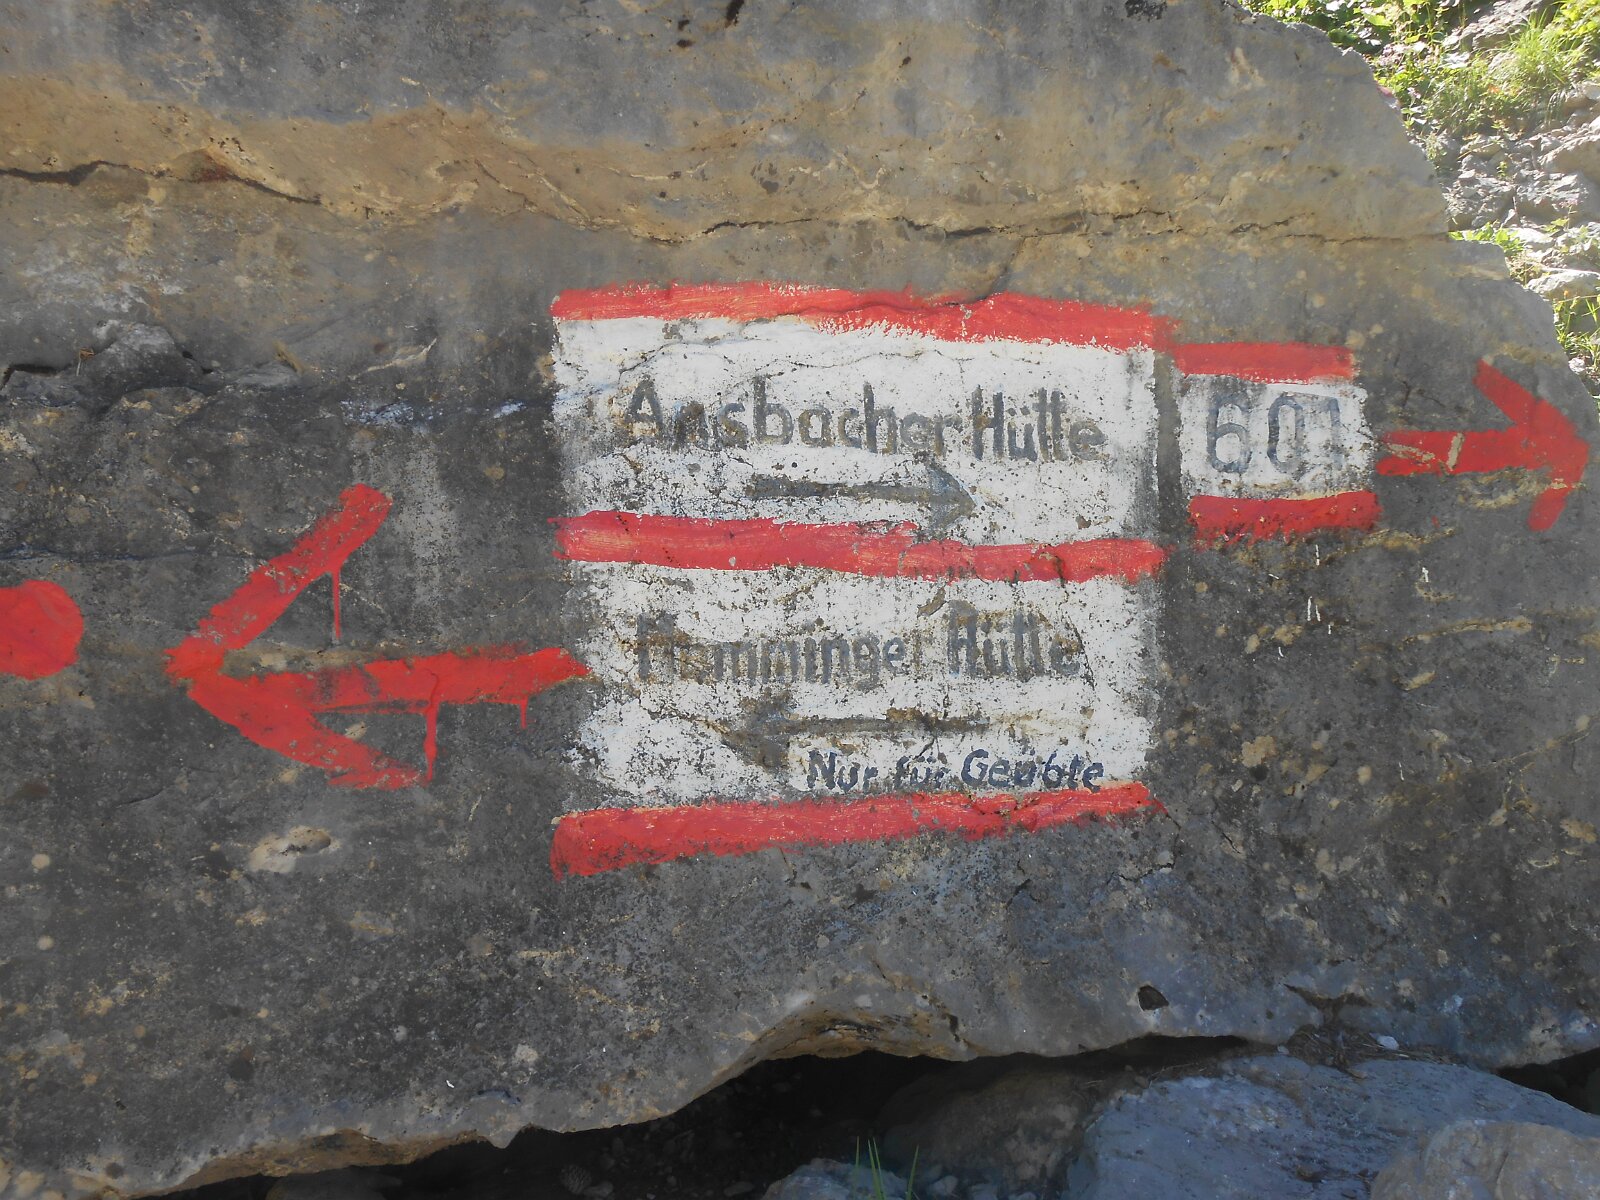 Ansbacher Hütte
601
Memminger Hütte
Nur für Geübte